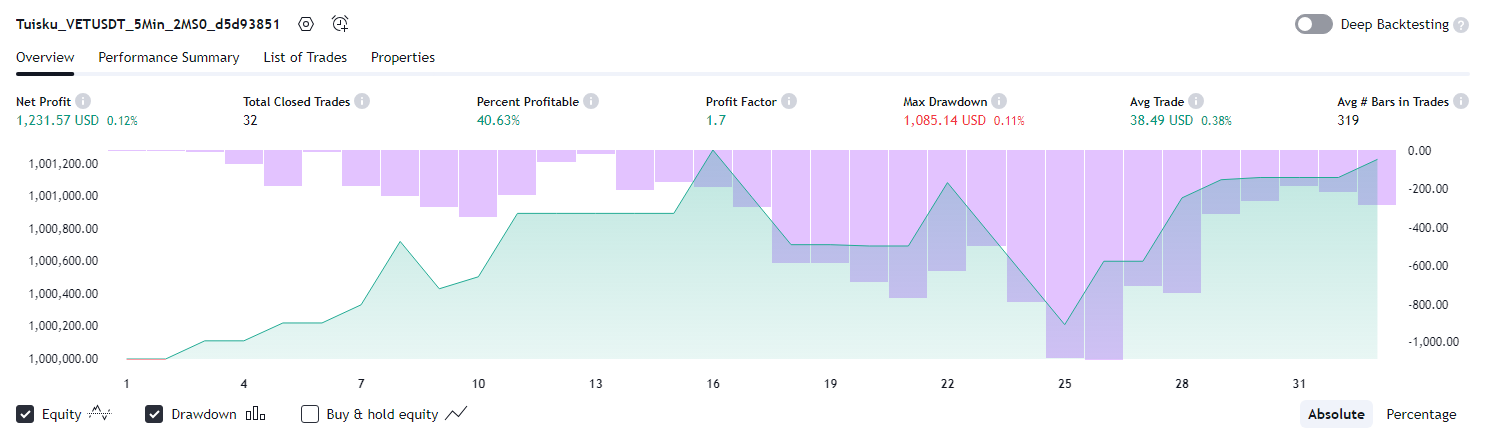 Tuisku_VETUSDT_5Min_2MS0_d5d93851 Deep Backtesting ?
Overview Performance Summary List of Trades Properties
Net Profit i Total Closed Trades i Percent Profitable i Profit Factor i Max Drawdown i Avg Trade i Avg # Bars in Trades i
1,231.57 USD 0.12% 32 40.63% 1.7 1,085.14 USD 0.11% 38.49 USD 0.38% 319
1,001,200.00 0.00
1,001,000.00 -200.00
1,000,800.00 -400.00
1,000,600.00 -600.00
1,000,400.00 -800.00
1,000,200.00 -1,000.00
1,000,000.00
1 4 7 10 13 16 19 22 25 28 31
Equity Drawdown Buy & hold equity Absolute Percentage